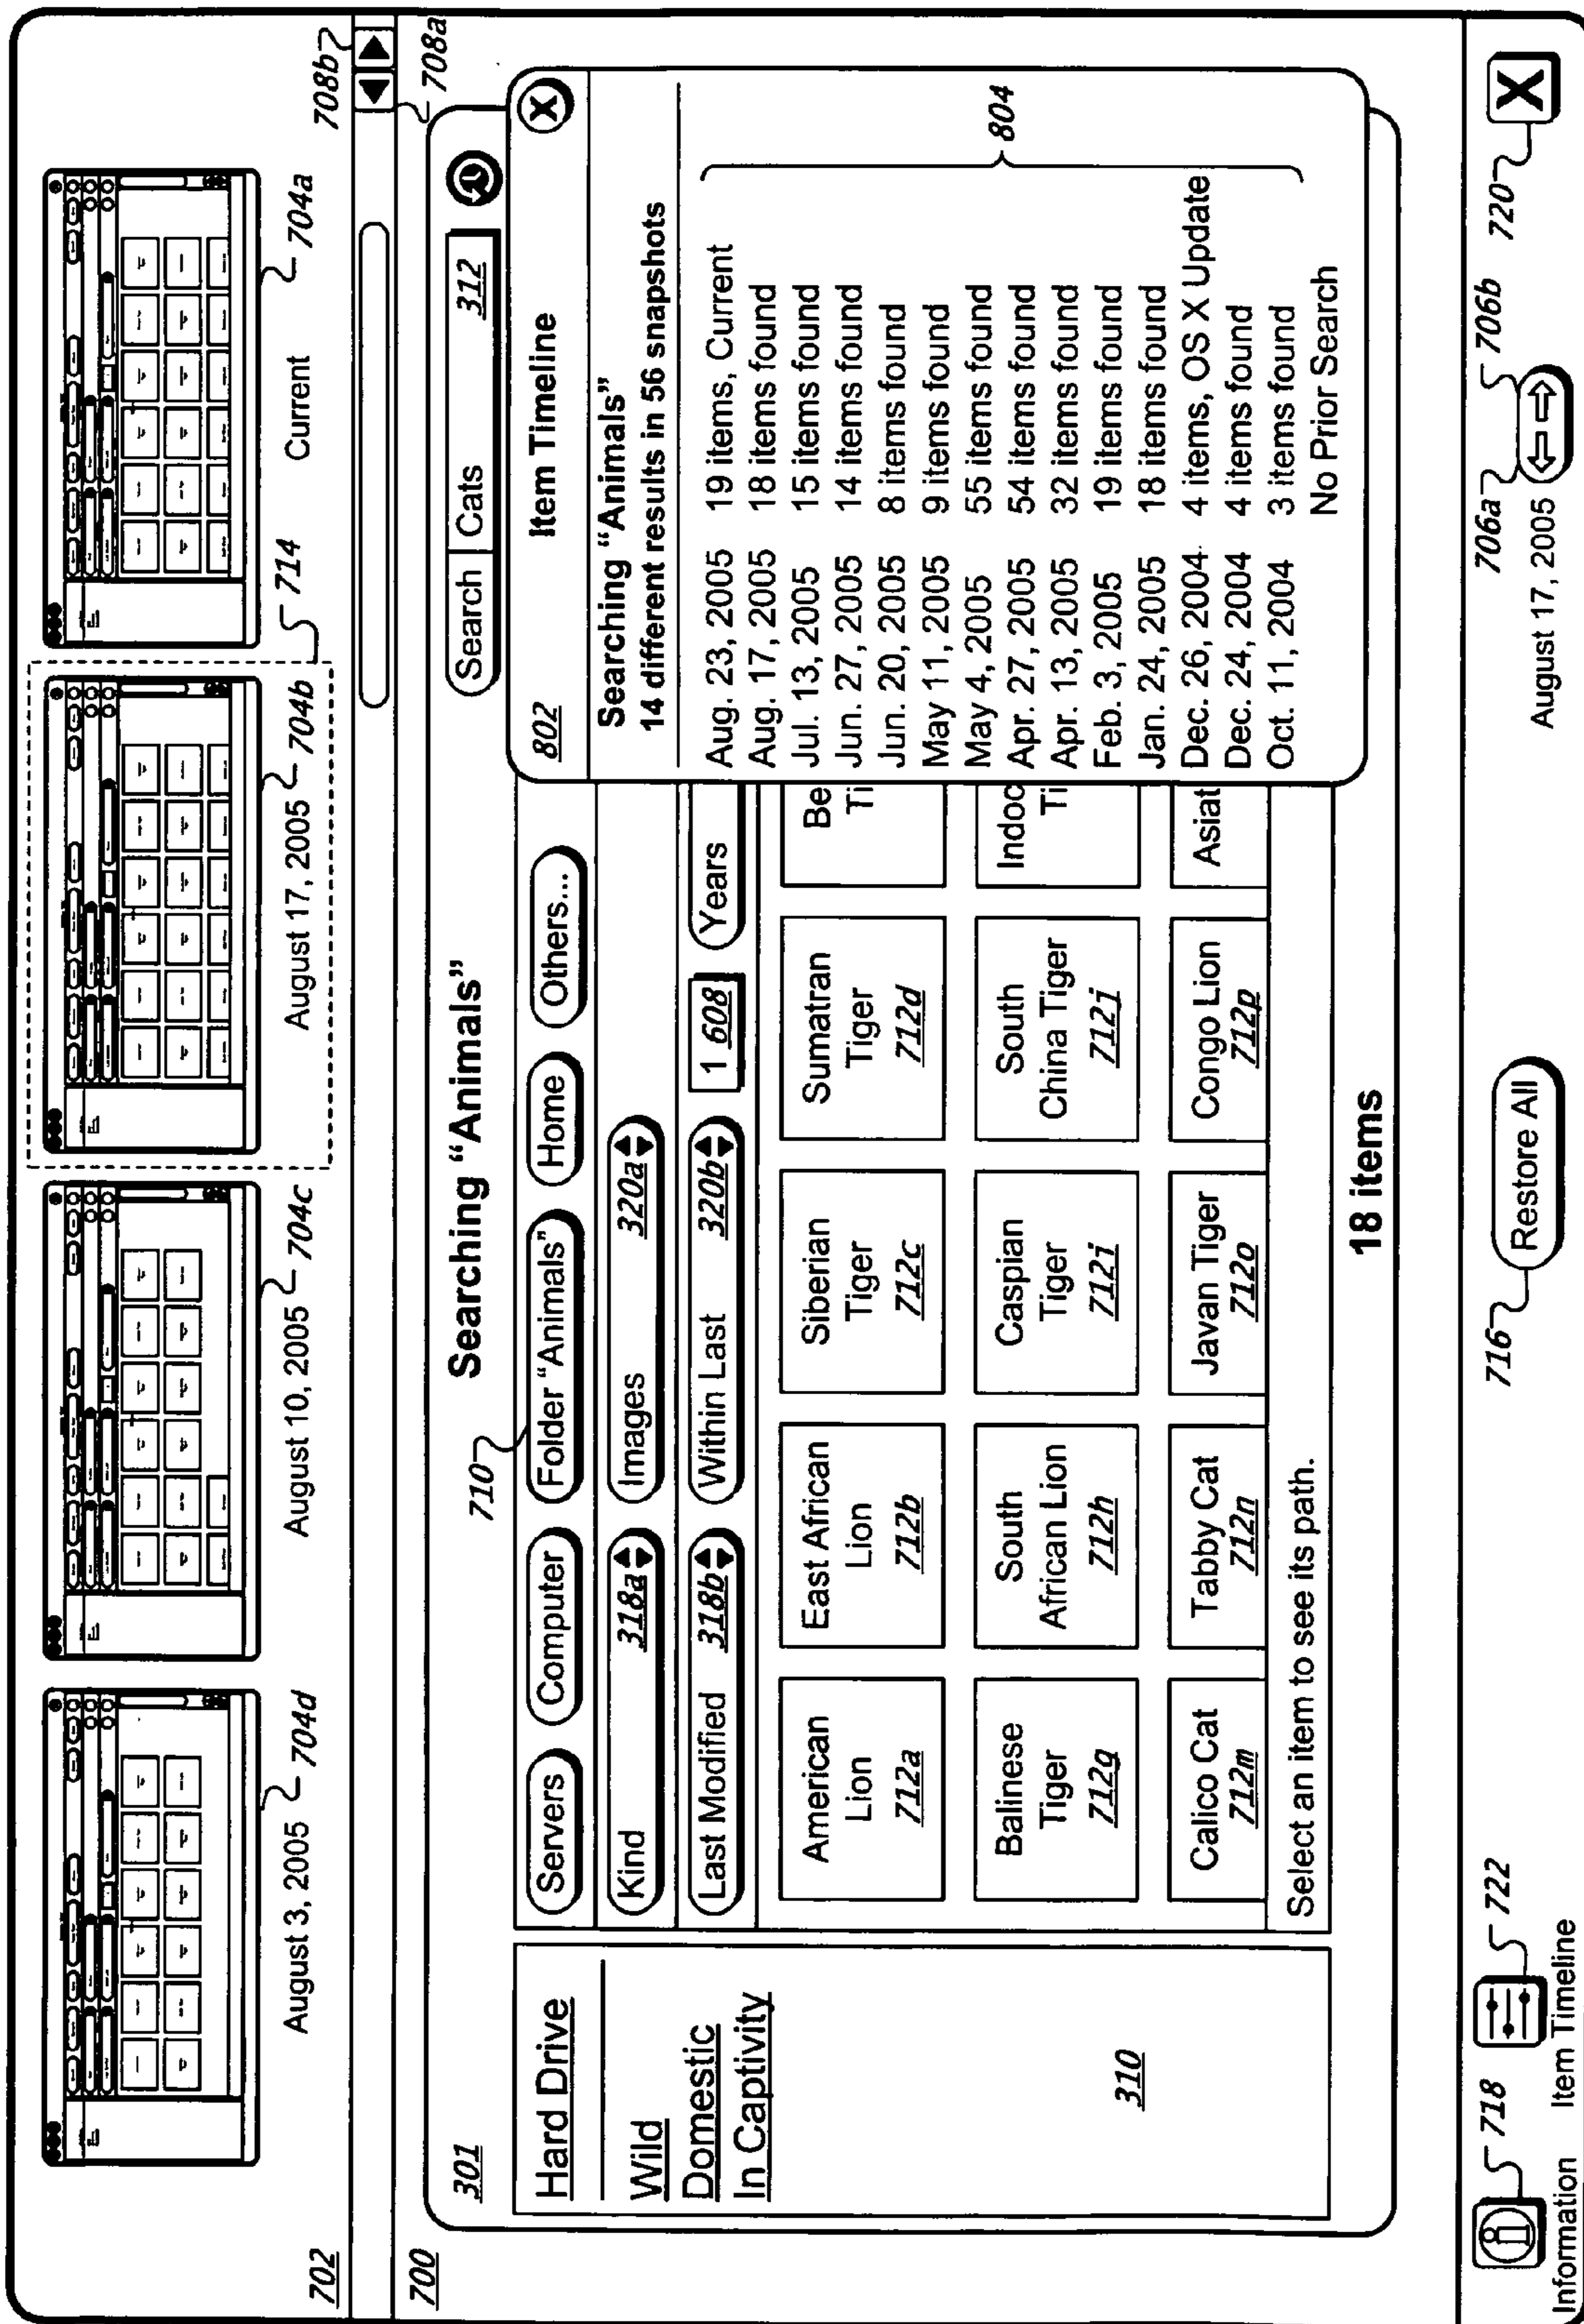 702
August 3, 2005 704d
August 10, 2005 704c
August 17, 2005 704b
714
Current 704a
708b
708a
700
301
Searching “Animals”
Search Cats 312
710
Servers Computer Folder “Animals” Home Others...
Kind 318a Images 320a
Last Modified 318b Within Last 320b 1 608 Years
Hard Drive
Wild
Domestic
In Captivity
310
American Lion 712a
East African Lion 712b
Siberian Tiger 712c
Sumatran Tiger 712d
Be
Ti
Balinese Tiger 712g
South African Lion 712h
Caspian Tiger 712i
South China Tiger 712j
Indoc
Ti
Calico Cat 712m
Tabby Cat 712n
Javan Tiger 712o
Congo Lion 712p
Asiat
Select an item to see its path.
18 items
802
Item Timeline
X
Searching “Animals”
14 different results in 56 snapshots
Aug. 23, 2005 19 items, Current
Aug. 17, 2005 18 items found
Jul. 13, 2005 15 items found
Jun. 27, 2005 14 items found
Jun. 20, 2005 8 items found
May 11, 2005 9 items found
May 4, 2005 55 items found
Apr. 27, 2005 54 items found
Apr. 13, 2005 32 items found
Feb. 3, 2005 19 items found
Jan. 24, 2005 18 items found
Dec. 26, 2004 4 items, OS X Update
Dec. 24, 2004 4 items found
Oct. 11, 2004 3 items found
No Prior Search
804
718
Information
722
Item Timeline
716
Restore All
706a
706b
August 17, 2005
720
X